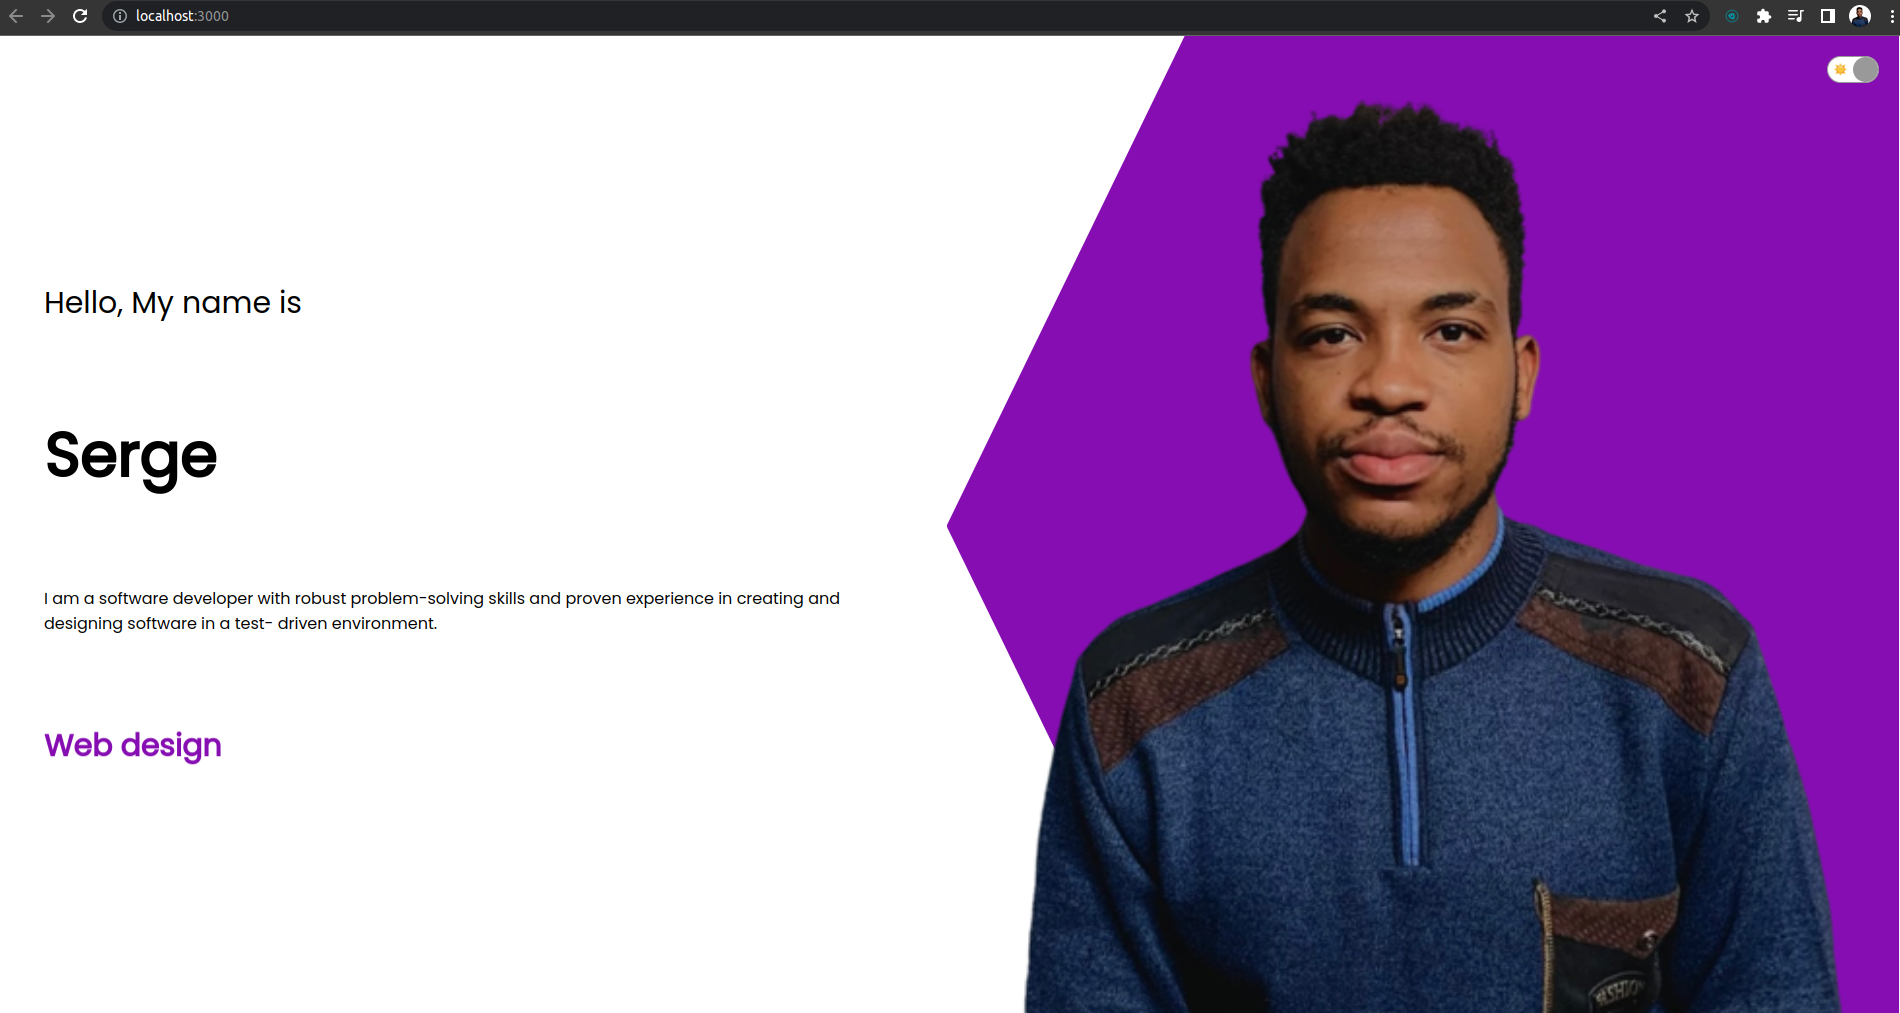 localhost:3000
Hello, My name is
Serge
I am a software developer with robust problem-solving skills and proven experience in creating and
designing software in a test- driven environment.
Web design
FASHION